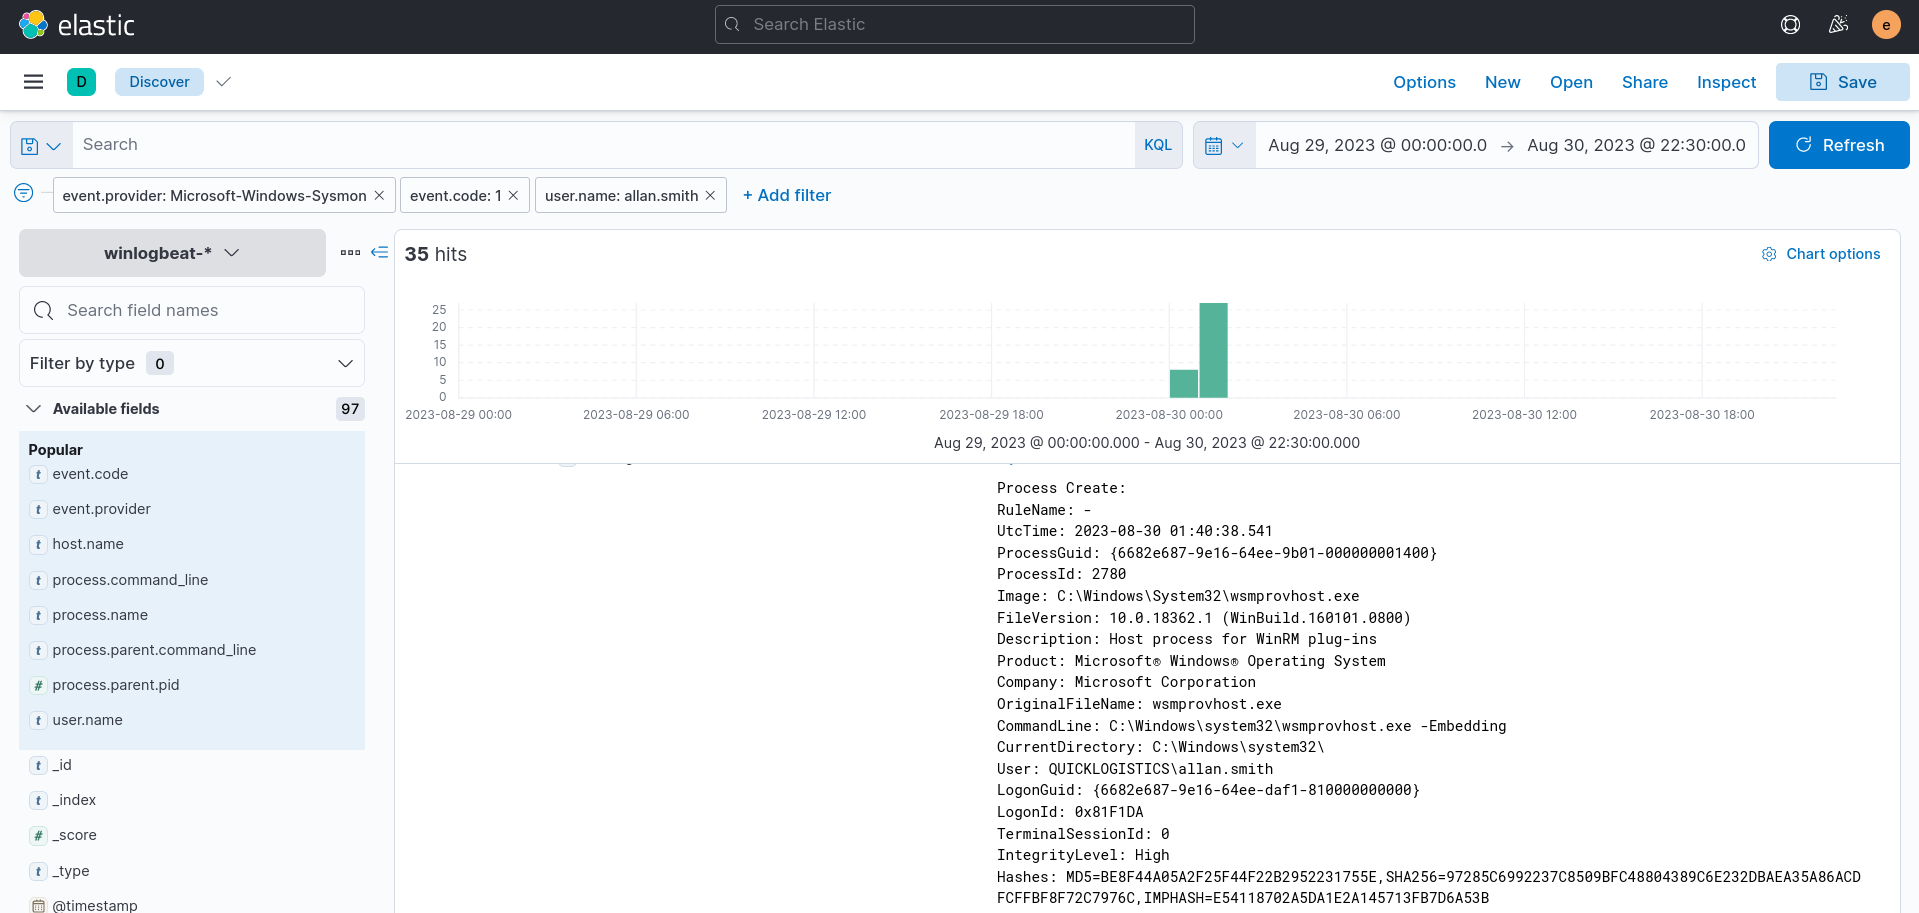 elastic
Search Elastic
e
D
Discover
Options
New
Open
Share
Inspect
Save
Search
KQL
Aug 29, 2023 @ 00:00:00.0 → Aug 30, 2023 @ 22:30:00.0
Refresh
event.provider: Microsoft-Windows-Sysmon ×
event.code: 1 ×
user.name: allan.smith ×
+ Add filter
winlogbeat-*
Search field names
Filter by type 0
Available fields 97
Popular
t event.code
t event.provider
t host.name
t process.command_line
t process.name
t process.parent.command_line
# process.parent.pid
t user.name
t _id
t _index
# _score
t _type
@timestamp
35 hits
Chart options
25
20
15
10
5
0
2023-08-29 00:00
2023-08-29 06:00
2023-08-29 12:00
2023-08-29 18:00
2023-08-30 00:00
2023-08-30 06:00
2023-08-30 12:00
2023-08-30 18:00
Aug 29, 2023 @ 00:00:00.000 - Aug 30, 2023 @ 22:30:00.000
Process Create:
RuleName: -
UtcTime: 2023-08-30 01:40:38.541
ProcessGuid: {6682e687-9e16-64ee-9b01-000000001400}
ProcessId: 2780
Image: C:\Windows\System32\wsmprovhost.exe
FileVersion: 10.0.18362.1 (WinBuild.160101.0800)
Description: Host process for WinRM plug-ins
Product: Microsoft® Windows® Operating System
Company: Microsoft Corporation
OriginalFileName: wsmprovhost.exe
CommandLine: C:\Windows\system32\wsmprovhost.exe -Embedding
CurrentDirectory: C:\Windows\system32\
User: QUICKLOGISTICS\allan.smith
LogonGuid: {6682e687-9e16-64ee-daf1-810000000000}
LogonId: 0x81F1DA
TerminalSessionId: 0
IntegrityLevel: High
Hashes: MD5=BE8F44A05A2F25F44F22B2952231755E,SHA256=97285C6992237C8509BFC48804389C6E232DBAEA35A86ACD
FCFFBF8F72C7976C,IMPHASH=E54118702A5DA1E2A145713FB7D6A53B